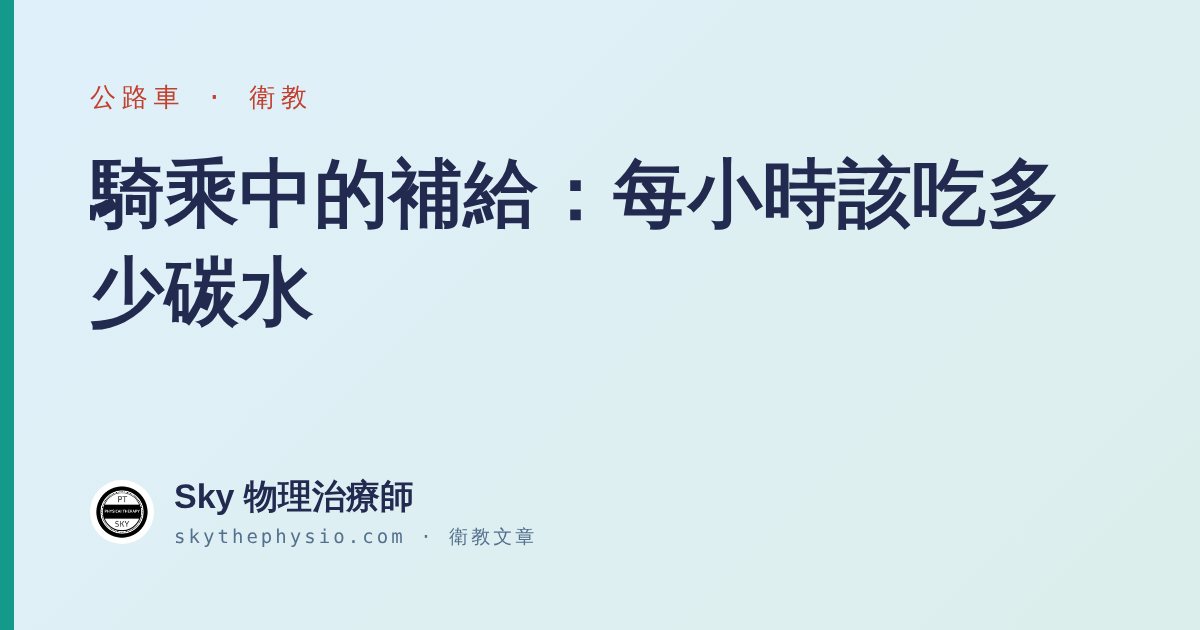 公路車 · 衛教
騎乘中的補給：每小時該吃多
少碳水
PT
PHYSICAL THERAPY
SKY
Sky 物理治療師
skythephysio.com · 衛教文章